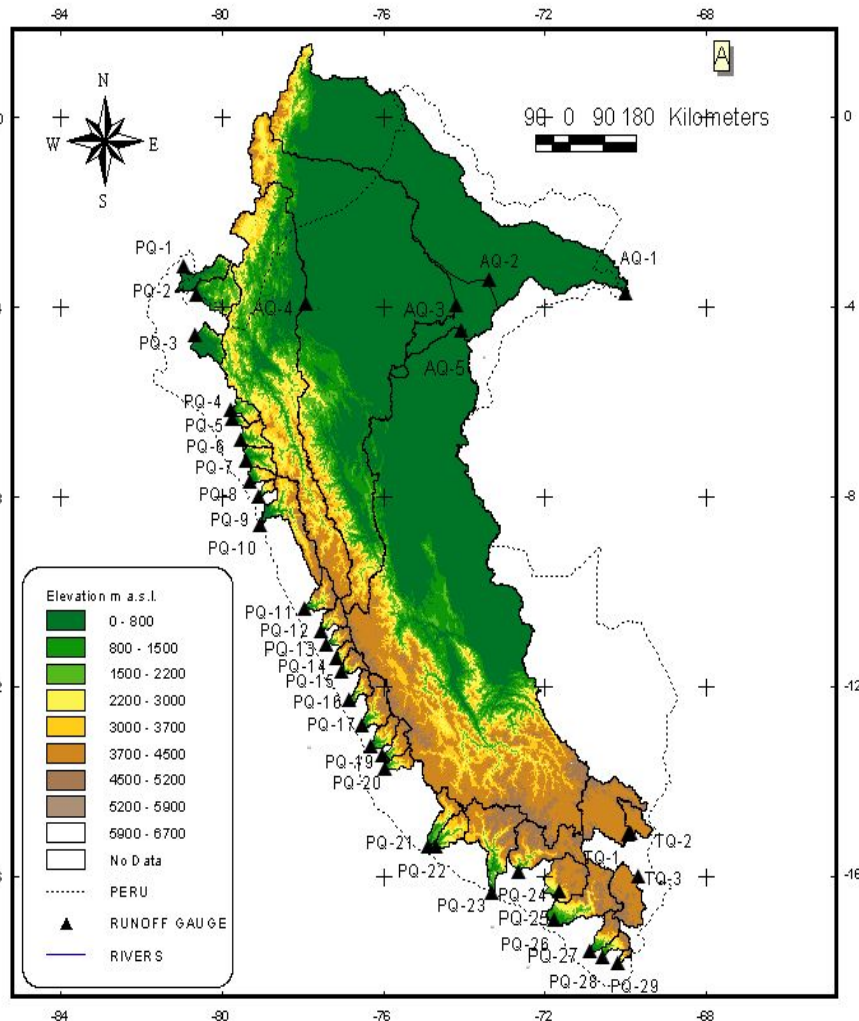 -80 -76 -72 -68
-84
A
N
W E
S
90 0 90 180 Kilometers
0
PQ-1
PQ-2
PQ-3
AQ-1
AQ-2
AQ-3
AQ-4
AQ-5
-4
PQ-4
PQ-5
PQ-6
PQ-7
PQ-8
PQ-9
PQ-10
-8
PQ-11
PQ-12
PQ-13
PQ-14
PQ-15
PQ-16
PQ-17
PQ-19
PQ-20
-12
PQ-21
PQ-22
PQ-23
PQ-24
PQ-25
PQ-26
PQ-27
PQ-28
PQ-29
TQ-1
TQ-2
TQ-3
-16
Elevation m a.s.l.
0 - 800
800 - 1500
1500 - 2200
2200 - 3000
3000 - 3700
3700 - 4500
4500 - 5200
5200 - 5900
5900 - 6700
No Data
PERU
RUNOFF GAUGE
RIVERS
-84 -80 -76 -72 -68